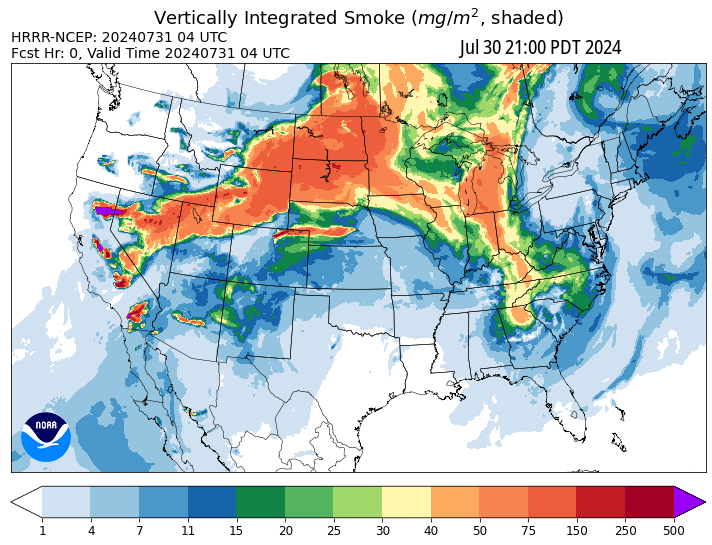 Vertically Integrated Smoke (mg/m², shaded)
HRRR-NCEP: 20240731 04 UTC
Fcst Hr: 0, Valid Time 20240731 04 UTC
Jul 30 21:00 PDT 2024
NOAA
1 4 7 11 15 20 25 30 40 50 75 150 250 500